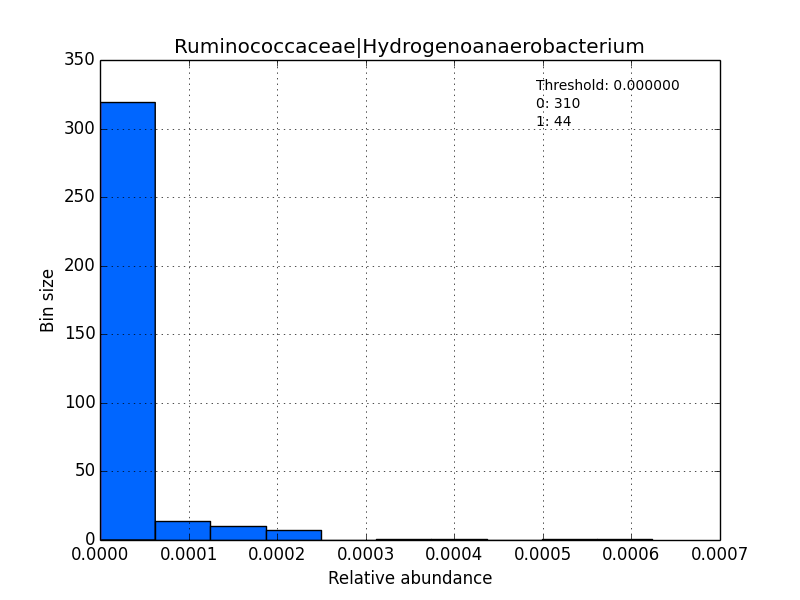 Ruminococcaceae|Hydrogenoanaerobacterium
Threshold: 0.000000
0: 310
1: 44
350
300
250
200
150
100
50
0
Bin size
0.0000 0.0001 0.0002 0.0003 0.0004 0.0005 0.0006 0.0007
Relative abundance